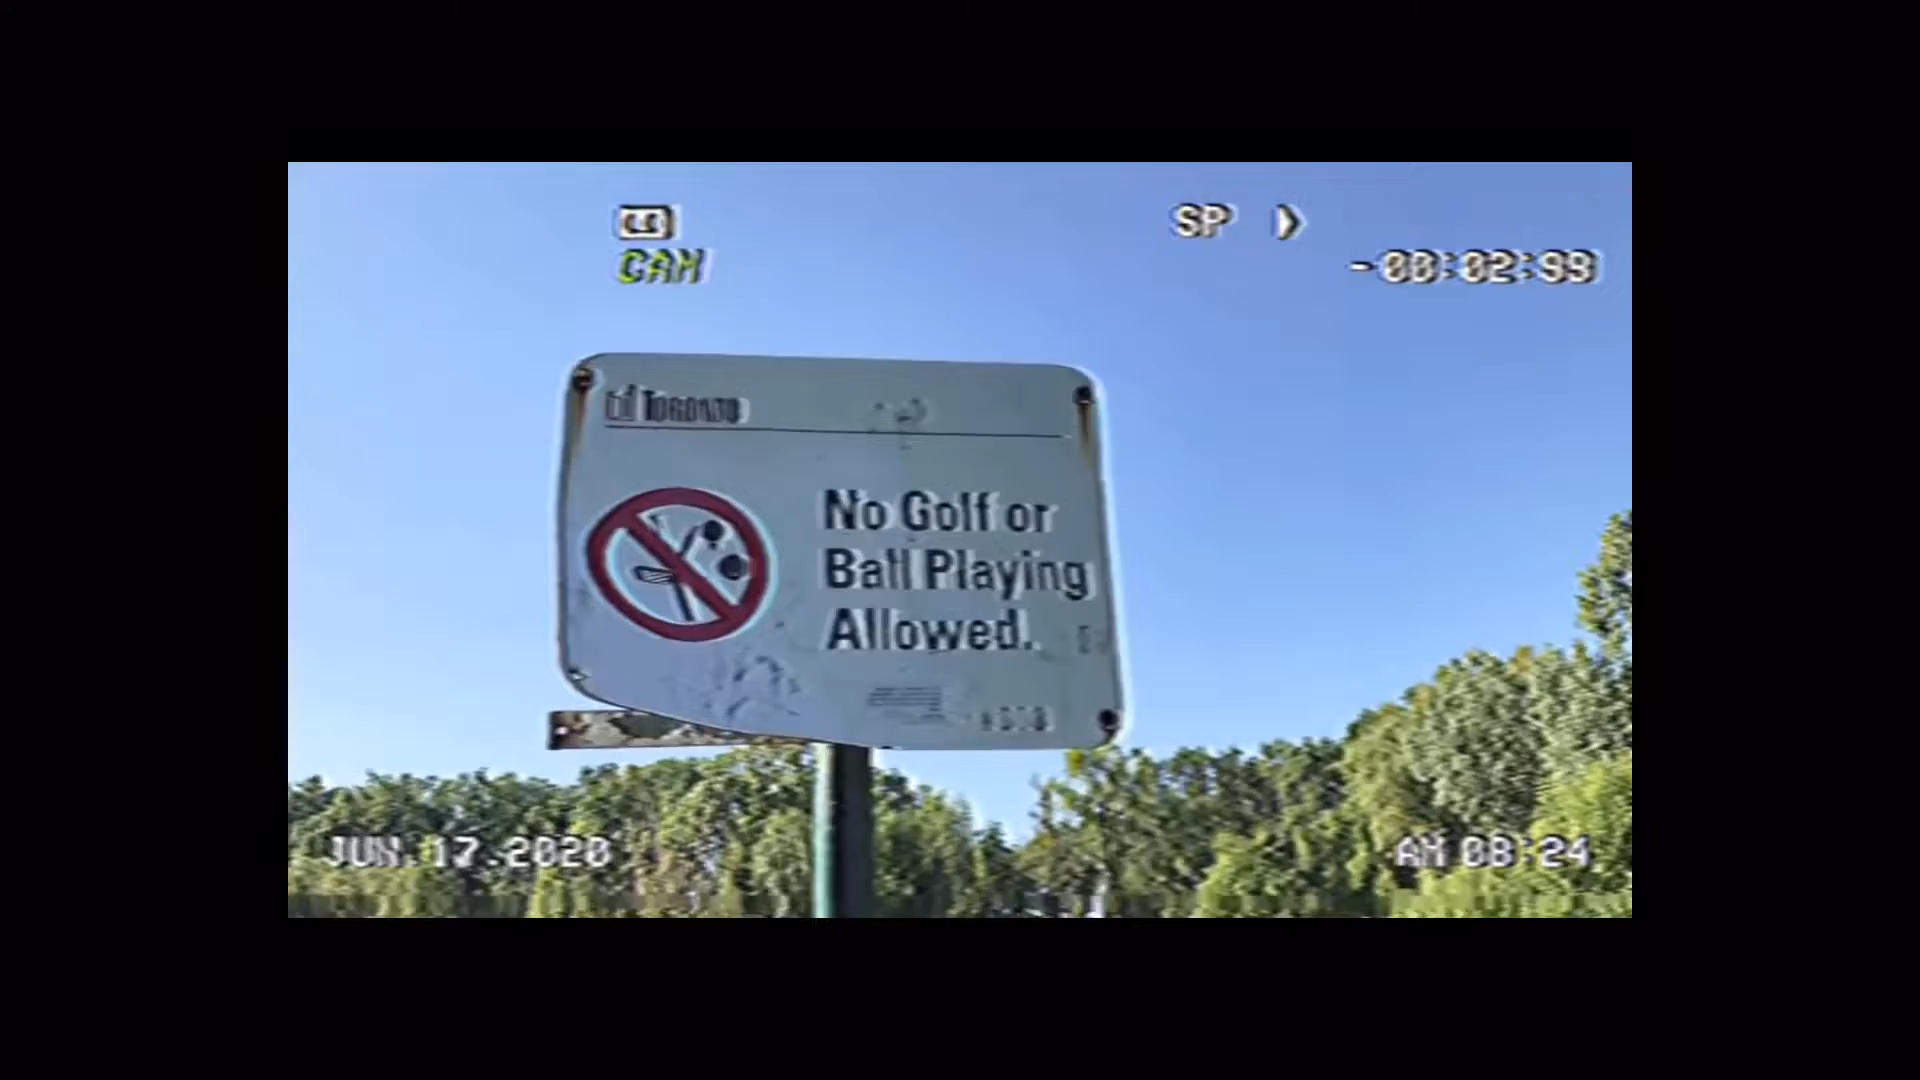 SP
CAM
-00:02:99
TORONTO
No Golf or
Ball Playing
Allowed.
JUN.17.2020
AM 08:24